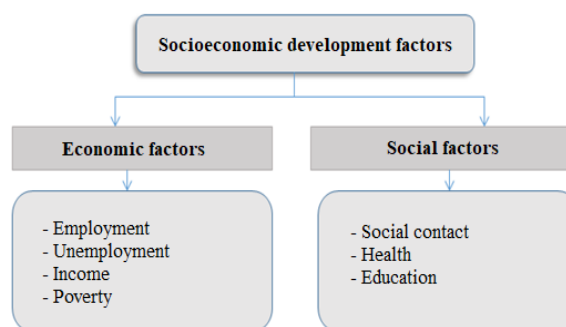 Socioeconomic development factors
Economic factors
Social factors
- Employment
- Unemployment
- Income
- Poverty
- Social contact
- Health
- Education